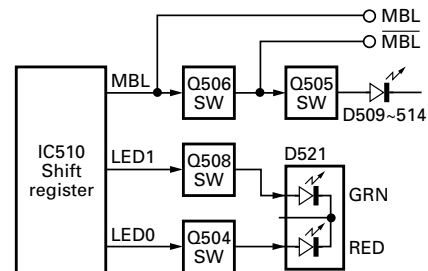 MBL
M̅B̅L̅
MBL
Q506
SW
Q505
SW
D509~514
IC510
Shift
register
LED1
Q508
SW
D521
GRN
LED0
Q504
SW
RED